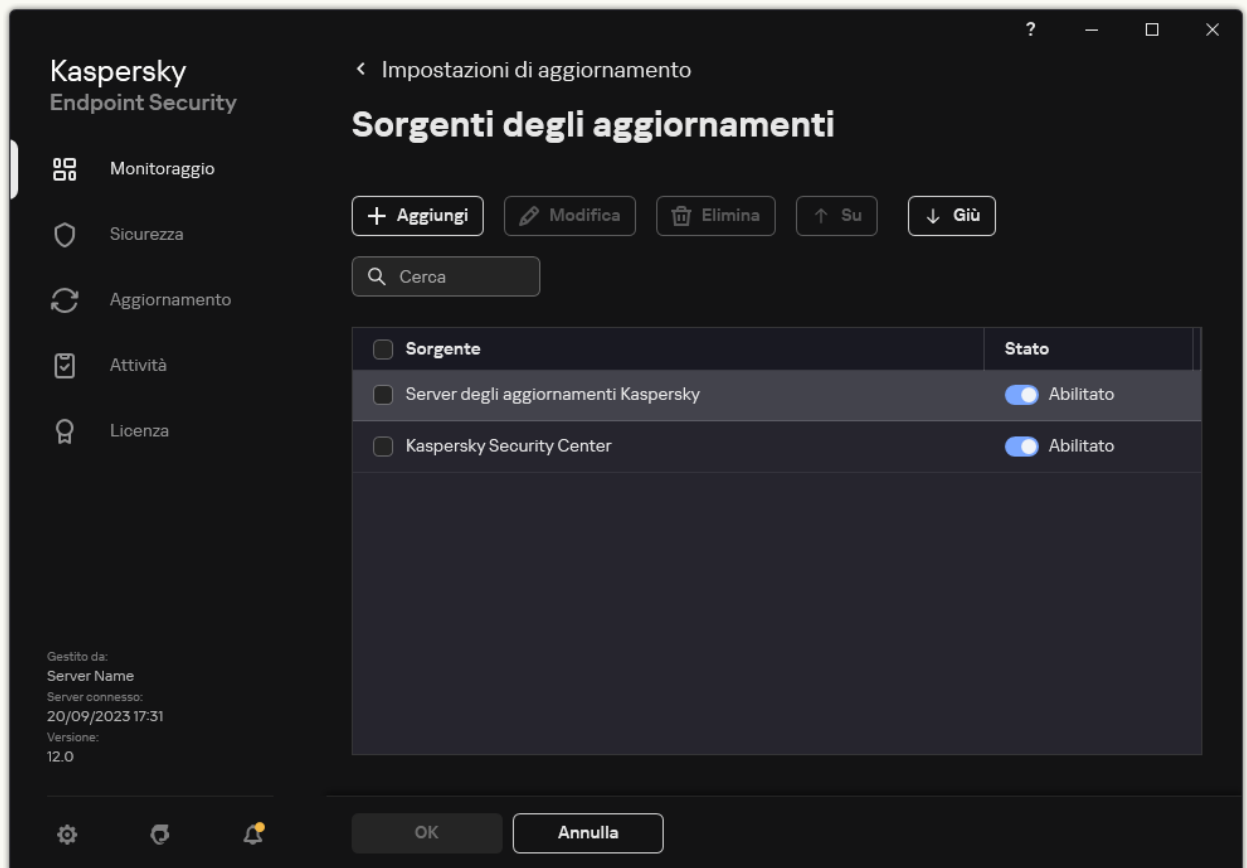 ?
Kaspersky
Endpoint Security
Monitoraggio
Sicurezza
Aggiornamento
Attività
Licenza
Gestito da:
Server Name
Server connesso:
20/09/2023 17:31
Versione:
12.0
Impostazioni di aggiornamento
Sorgenti degli aggiornamenti
Aggiungi Modifica Elimina Su Giù
Cerca
Sorgente Stato
Server degli aggiornamenti Kaspersky Abilitato
Kaspersky Security Center Abilitato
OK Annulla